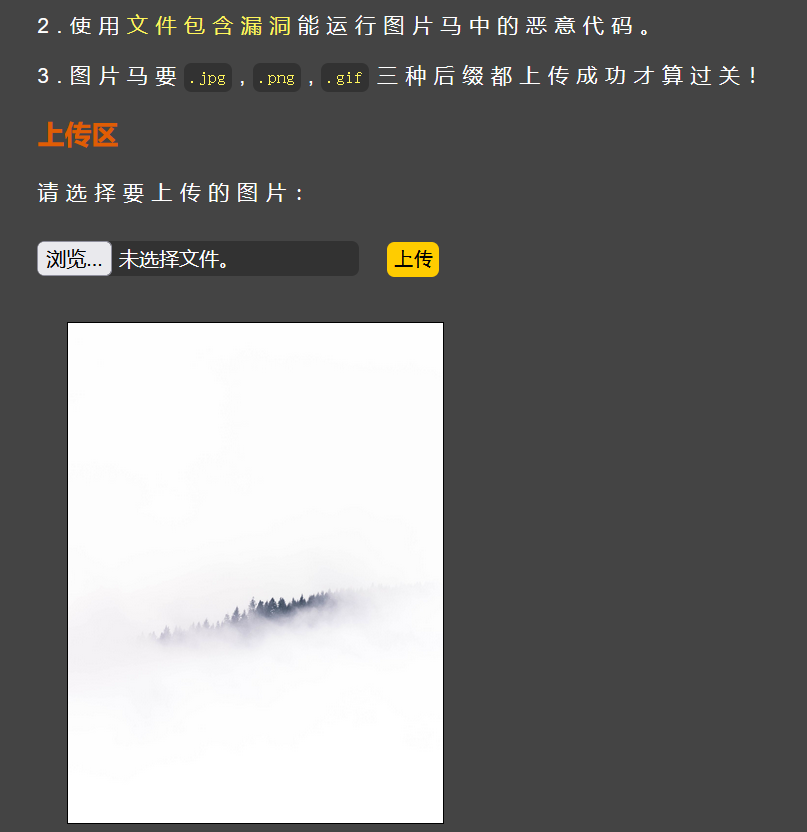 2.使用文件包含漏洞能运行图片马中的恶意代码。
3.图片马要.jpg,.png,.gif三种后缀都上传成功才算过关!
上传区
请选择要上传的图片:
浏览... 未选择文件。 上传